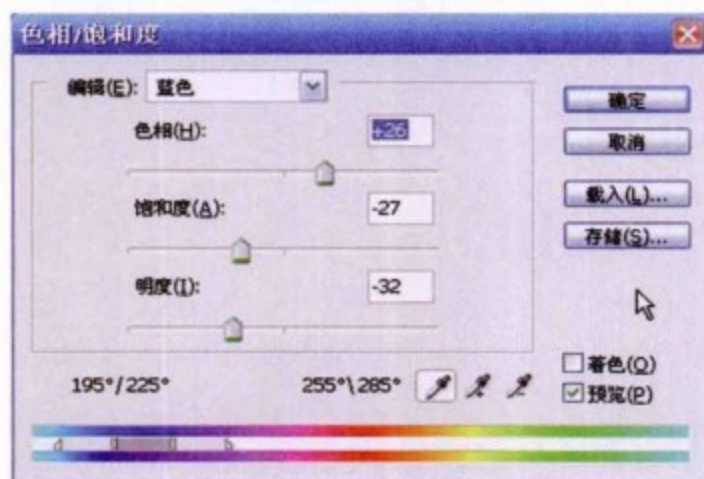 色相/饱和度
编辑(E): 蓝色
色相(H): +26
饱和度(A): -27
明度(I): -32
确定
取消
载入(L)...
存储(S)...
着色(O)
预览(P)
195°/225° 255°\285°